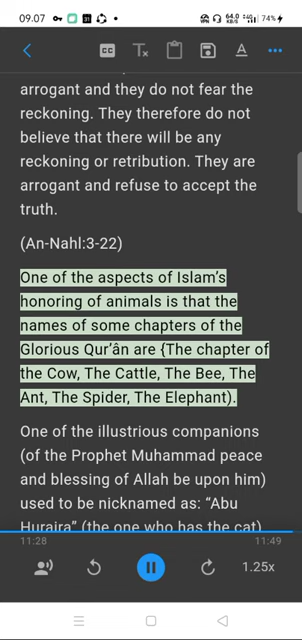 09.07
31
64.0
KB/S
74%
CC
A
arrogant and they do not fear the
reckoning. They therefore do not
believe that there will be any
reckoning or retribution. They are
arrogant and refuse to accept the
truth.
(An-Nahl:3-22)
One of the aspects of Islam’s
honoring of animals is that the
names of some chapters of the
Glorious Qur’ân are {The chapter of
the Cow, The Cattle, The Bee, The
Ant, The Spider, The Elephant).
One of the illustrious companions
(of the Prophet Muhammad peace
and blessing of Allah be upon him)
used to be nicknamed as: “Abu
Huraira” (the one who has the cat)
11:28 11:49
1.25x